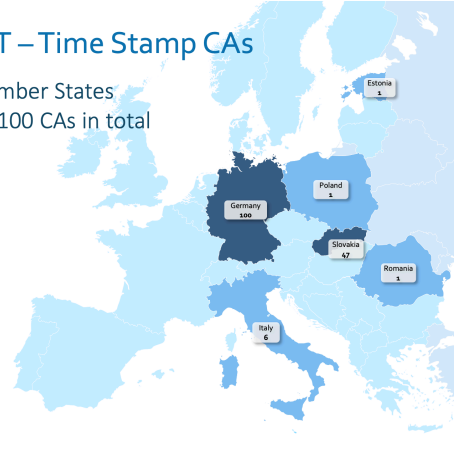 T – Time Stamp CAs
mber States
100 CAs in total
Estonia
1
Poland
1
Germany
100
Slovakia
47
Romania
1
Italy
6